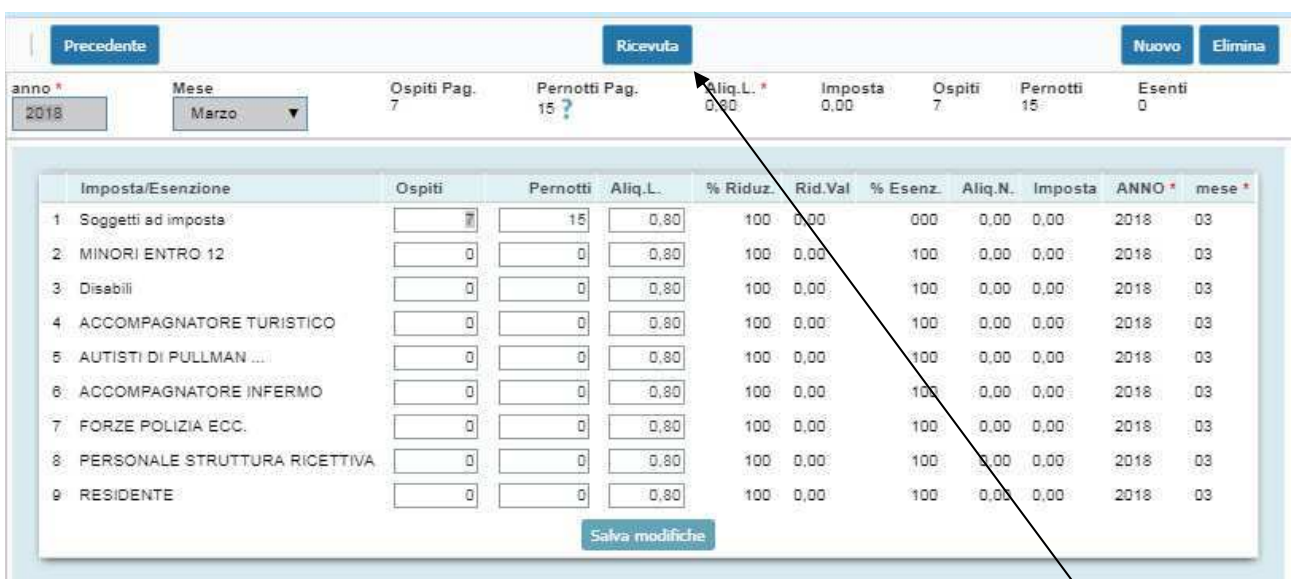 Precedente Ricevuta Nuovo Elimina
anno * Mese Ospiti Pag. Pernotti Pag. Aliq.L. * Imposta Ospiti Pernotti Esenti
2018 Marzo 7 15 ? 0,80 0,00 7 15 0
Imposta/Esenzione Ospiti Pernotti Aliq.L. % Riduz. Rid.Val % Esenz. Aliq.N. Imposta ANNO * mese *
1 Soggetti ad imposta 7 15 0,80 100 0,00 000 0,00 0,00 2018 03
2 MINORI ENTRO 12 0 0 0,80 100 0,00 100 0,00 0,00 2018 03
3 Disabili 0 0 0,80 100 0,00 100 0,00 0,00 2018 03
4 ACCOMPAGNATORE TURISTICO 0 0 0,80 100 0,00 100 0,00 0,00 2018 03
5 AUTISTI DI PULLMAN ... 0 0 0,80 100 0,00 100 0,00 0,00 2018 03
6 ACCOMPAGNATORE INFERMO 0 0 0,80 100 0,00 100 0,00 0,00 2018 03
7 FORZE POLIZIA ECC. 0 0 0,80 100 0,00 100 0,00 0,00 2018 03
8 PERSONALE STRUTTURA RICETTIVA 0 0 0,80 100 0,00 100 0,00 0,00 2018 03
9 RESIDENTE 0 0 0,80 100 0,00 100 0,00 0,00 2018 03
Salva modifiche